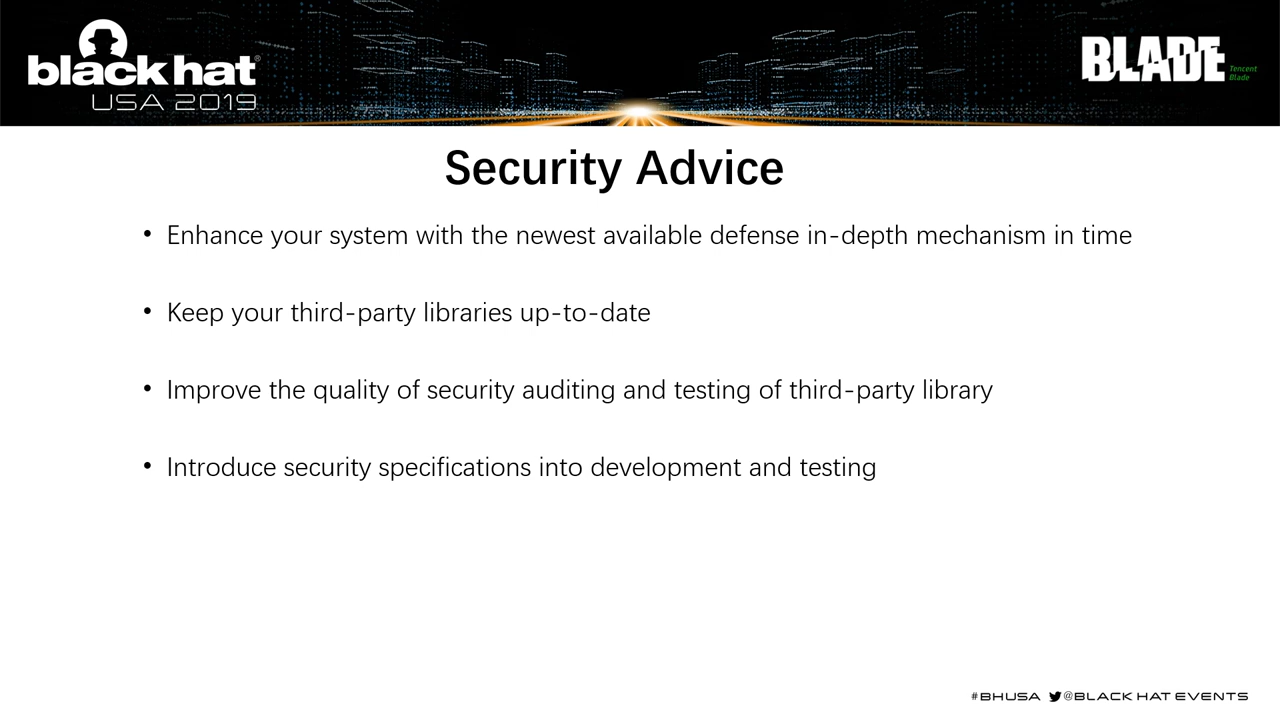 black hat®
USA 2019
BLADE
Tencent
Blade
Security Advice
• Enhance your system with the newest available defense in-depth mechanism in time
• Keep your third-party libraries up-to-date
• Improve the quality of security auditing and testing of third-party library
• Introduce security specifications into development and testing
#BHUSA @BLACK HAT EVENTS